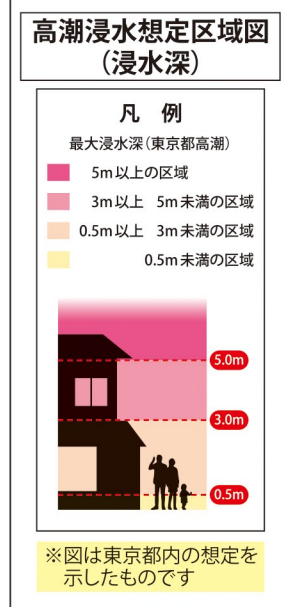 高潮浸水想定区域図
（浸水深）
凡 例
最大浸水深（東京都高潮）
5m以上の区域
3m以上 5m未満の区域
0.5m以上 3m未満の区域
0.5m未満の区域
5.0m
3.0m
0.5m
※図は東京都内の想定を
示したものです